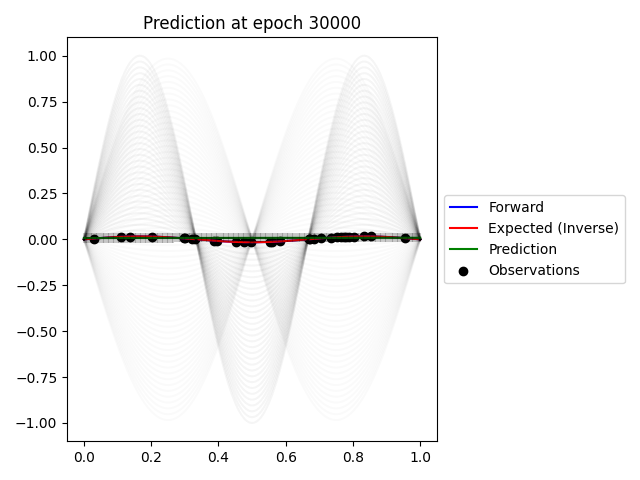 Prediction at epoch 30000
1.00
0.75
0.50
0.25
0.00
−0.25
−0.50
−0.75
−1.00
0.0 0.2 0.4 0.6 0.8 1.0
Forward
Expected (Inverse)
Prediction
Observations